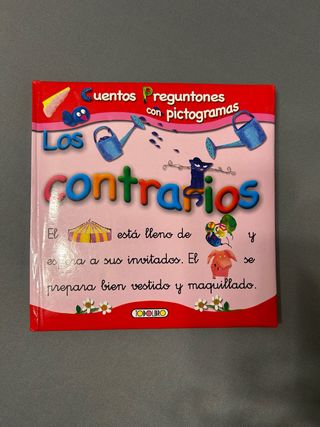 Cuentos Preguntones
con pictogramas
Los
contrarios
El está lleno de y
espera a sus invitados. El se
prepara bien vestido y maquillado.
TODOLIBRO